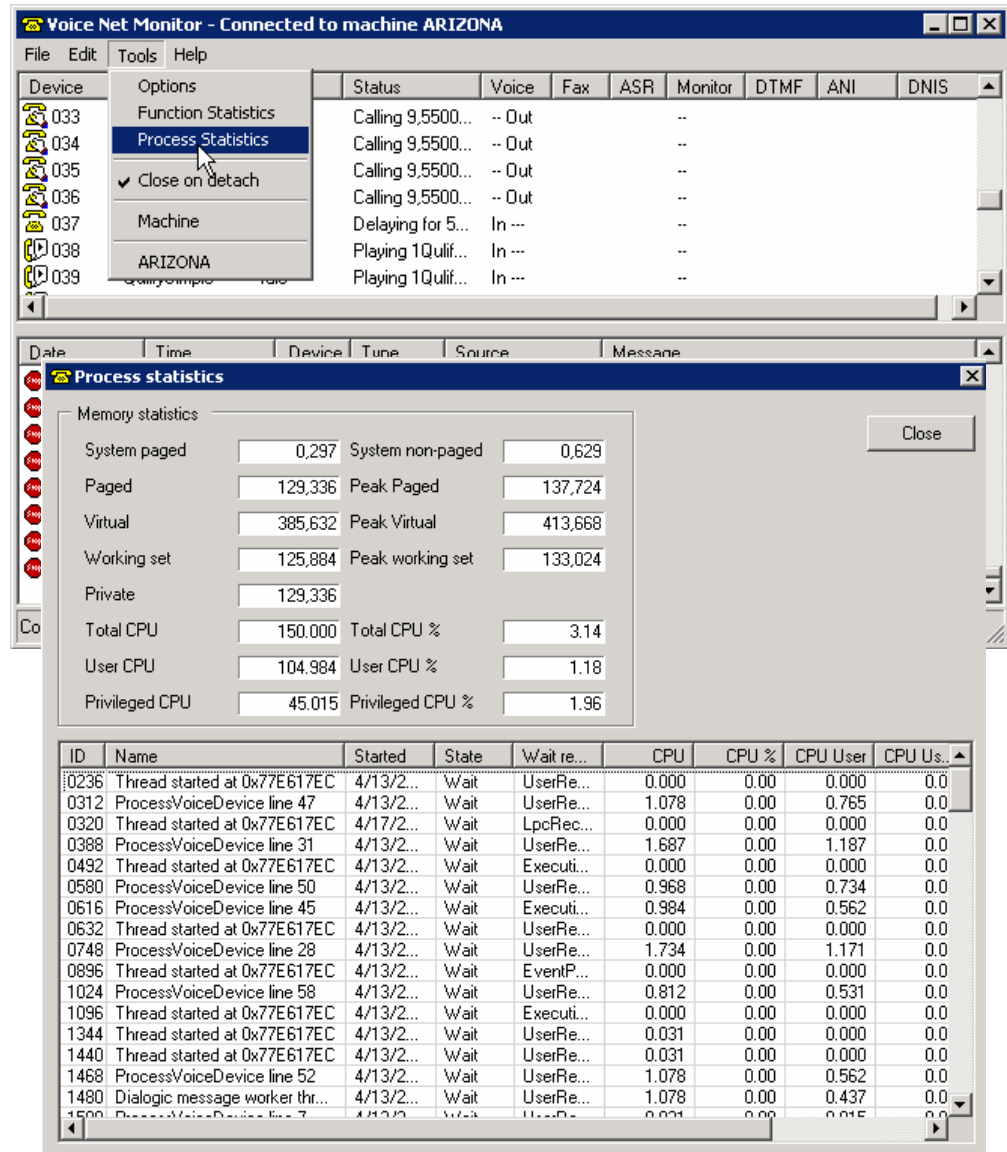 Voice Net Monitor - Connected to machine ARIZONA
File Edit Tools Help
Device Status Voice Fax ASR Monitor DTMF ANI DNIS
Options
Function Statistics
Process Statistics
Close on detach
Machine
ARIZONA
033 Calling 9,5500... -- Out --
034 Calling 9,5500... -- Out --
035 Calling 9,5500... -- Out --
036 Calling 9,5500... -- Out --
037 Delaying for 5... In --- --
038 Playing 1Qulif... In --- --
039 Playing 1Qulif... In --- --
Date Time Device Type Source Message
Process statistics
Memory statistics
Close
System paged 0,297 System non-paged 0,629
Paged 129,336 Peak Paged 137,724
Virtual 385,632 Peak Virtual 413,668
Working set 125,884 Peak working set 133,024
Private 129,336
Co
Total CPU 150.000 Total CPU % 3.14
User CPU 104.984 User CPU % 1.18
Privileged CPU 45.015 Privileged CPU % 1.96
ID Name Started State Wait re... CPU CPU % CPU User CPU Us...
0236 Thread started at 0x77E617EC 4/13/2... Wait UserRe... 0.000 0.00 0.000 0.0
0312 ProcessVoiceDevice line 47 4/13/2... Wait UserRe... 1.078 0.00 0.765 0.0
0320 Thread started at 0x77E617EC 4/17/2... Wait LpcRec... 0.000 0.00 0.000 0.0
0388 ProcessVoiceDevice line 31 4/13/2... Wait UserRe... 1.687 0.00 1.187 0.0
0492 Thread started at 0x77E617EC 4/13/2... Wait Executi... 0.000 0.00 0.000 0.0
0580 ProcessVoiceDevice line 50 4/13/2... Wait UserRe... 0.968 0.00 0.734 0.0
0616 ProcessVoiceDevice line 45 4/13/2... Wait Executi... 0.984 0.00 0.562 0.0
0632 Thread started at 0x77E617EC 4/13/2... Wait UserRe... 0.000 0.00 0.000 0.0
0748 ProcessVoiceDevice line 28 4/13/2... Wait UserRe... 1.734 0.00 1.171 0.0
0896 Thread started at 0x77E617EC 4/13/2... Wait EventP... 0.000 0.00 0.000 0.0
1024 ProcessVoiceDevice line 58 4/13/2... Wait UserRe... 0.812 0.00 0.531 0.0
1096 Thread started at 0x77E617EC 4/13/2... Wait Executi... 0.000 0.00 0.000 0.0
1344 Thread started at 0x77E617EC 4/13/2... Wait UserRe... 0.031 0.00 0.000 0.0
1440 Thread started at 0x77E617EC 4/13/2... Wait UserRe... 0.031 0.00 0.000 0.0
1468 ProcessVoiceDevice line 52 4/13/2... Wait UserRe... 1.078 0.00 0.562 0.0
1480 Dialogic message worker thr... 4/13/2... Wait UserRe... 1.078 0.00 0.437 0.0